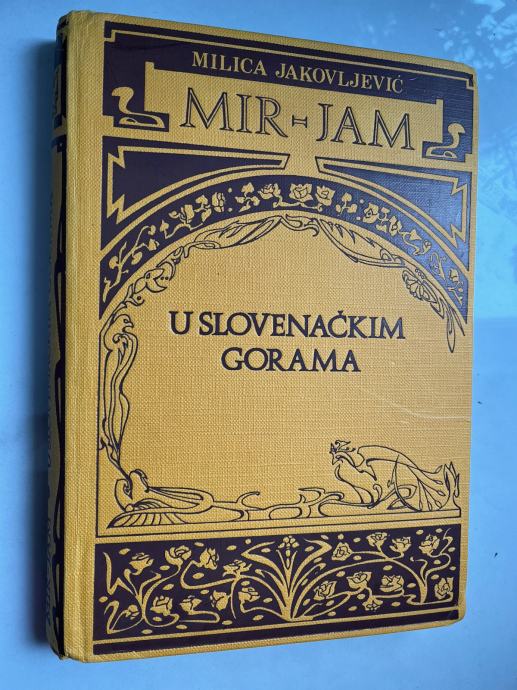 MILICA JAKOVLJEVIĆ
MIR-JAM
U SLOVENAČKIM
GORAMA